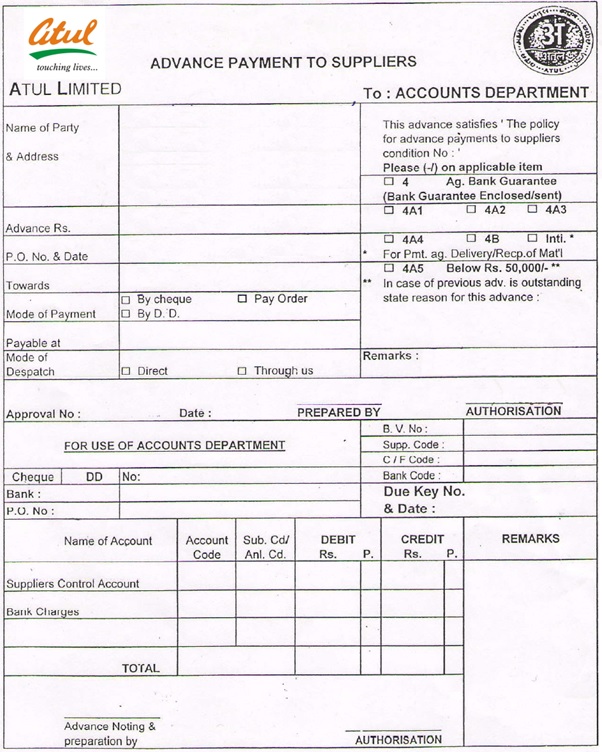 atul
touching lives...
ATUL LIMITED
ADVANCE PAYMENT TO SUPPLIERS
To : ACCOUNTS DEPARTMENT
Name of Party
& Address
This advance satisfies ' The policy
for advance payments to suppliers
condition No : '
Please (-/) on applicable item
4 Ag. Bank Guarantee
(Bank Guarantee Enclosed/sent)
4A1 4A2 4A3
4A4 4B Inti. *
* For Pmt. ag. Delivery/Recp.of Mat'l
4A5 Below Rs. 50,000/- **
** In case of previous adv. is outstanding
state reason for this advance :
Advance Rs.
P.O. No. & Date
Towards
Mode of Payment
By cheque Pay Order
By D. D.
Payable at
Mode of
Despatch Direct Through us
Remarks :
Approval No : Date : PREPARED BY AUTHORISATION
FOR USE OF ACCOUNTS DEPARTMENT
B. V. No :
Supp. Code :
C / F Code :
Bank Code :
Cheque DD No:
Bank :
P.O. No :
Due Key No.
& Date :
Name of Account Account Code Sub. Cd/ Anl. Cd. DEBIT Rs. P. CREDIT Rs. P. REMARKS
Suppliers Control Account
Bank Charges
TOTAL
Advance Noting &
preparation by
AUTHORISATION